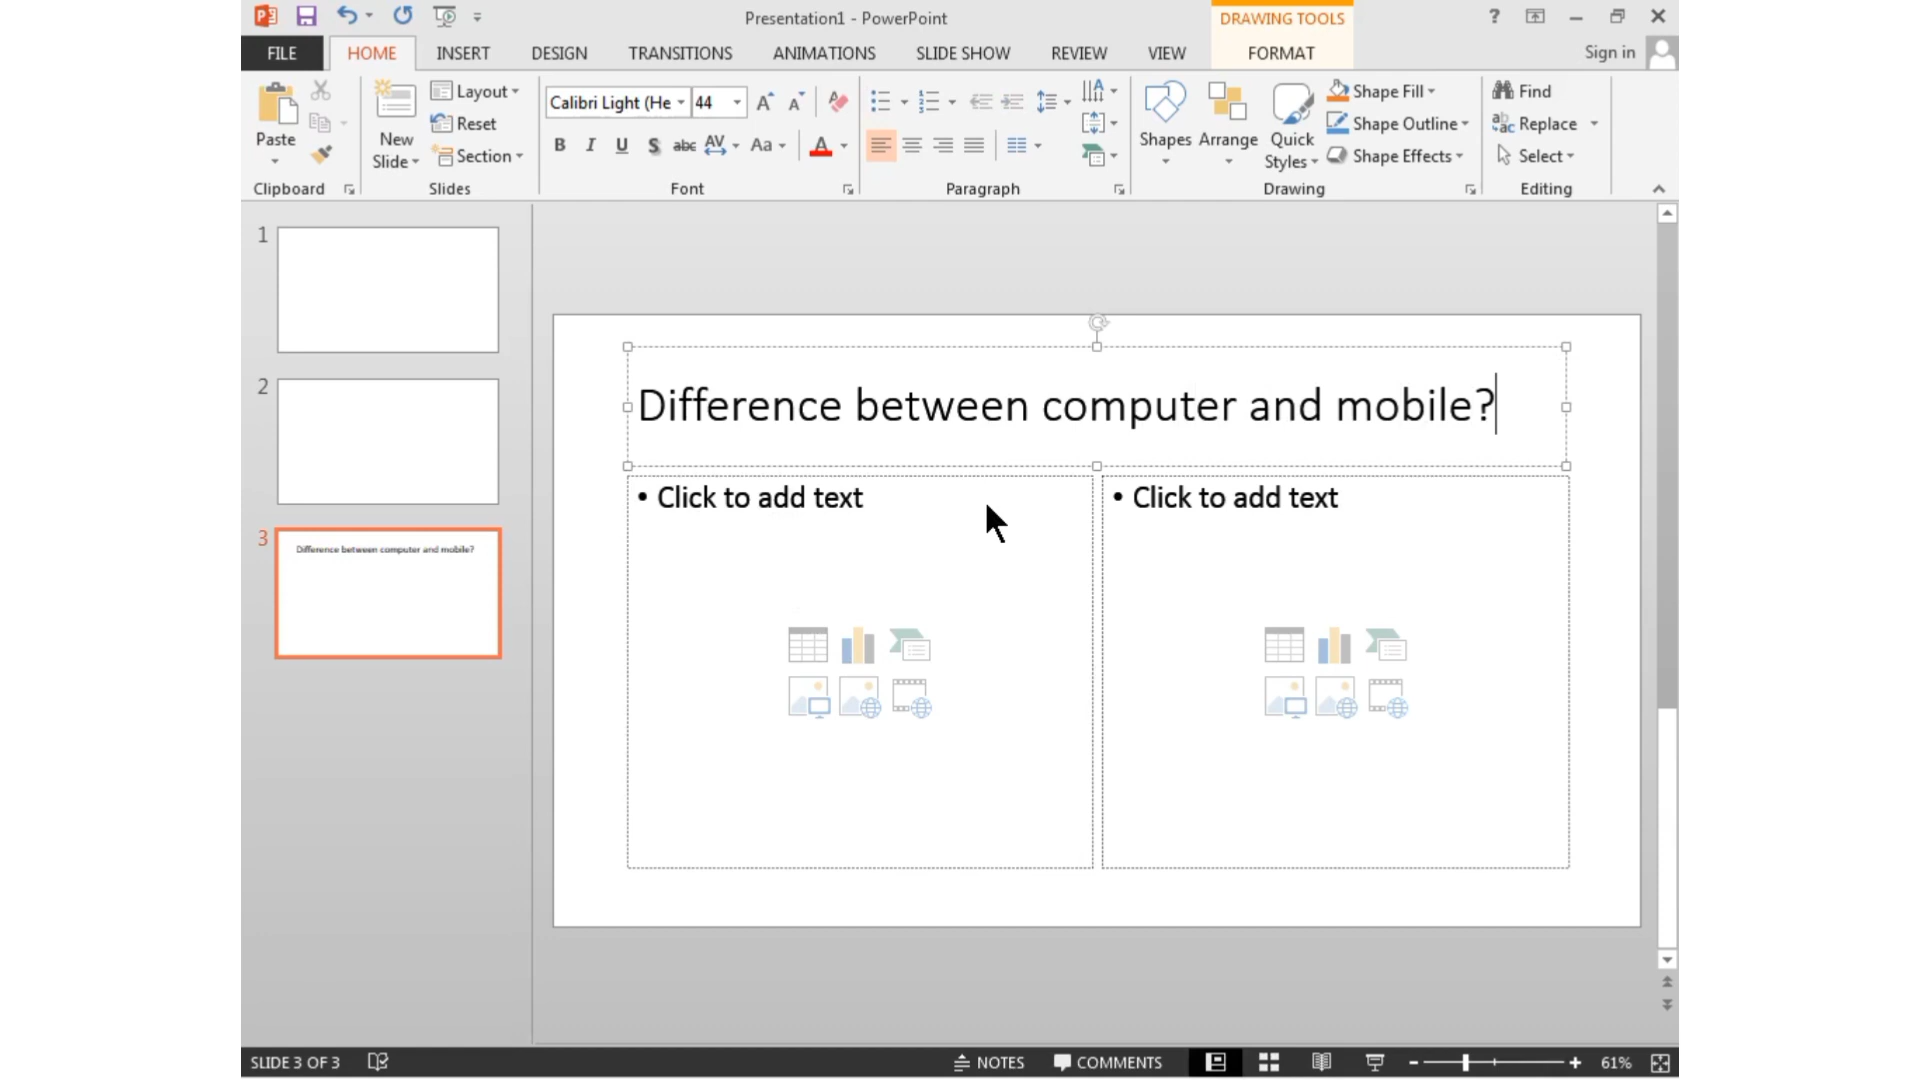 Presentation1 - PowerPoint
DRAWING TOOLS
?
FILE
HOME
INSERT
DESIGN
TRANSITIONS
ANIMATIONS
SLIDE SHOW
REVIEW
VIEW
FORMAT
Sign in
Paste
New
Slide
Layout
Reset
Section
Calibri Light (He
44
B I U S abc AV Aa A
Shapes
Arrange
Quick
Styles
Shape Fill
Shape Outline
Shape Effects
Find
Replace
Select
Clipboard
Slides
Font
Paragraph
Drawing
Editing
1
2
3
Difference between computer and mobile?
Difference between computer and mobile?
• Click to add text
• Click to add text
SLIDE 3 OF 3
NOTES
COMMENTS
61%